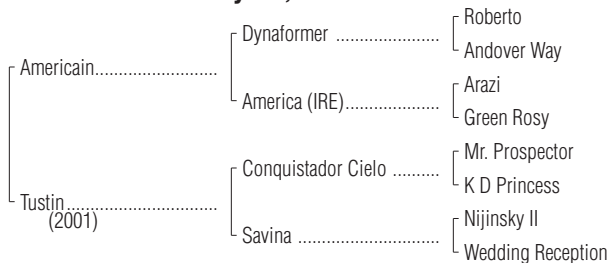 Roberto
Dynaformer ..................
Andover Way
Americain..........................
Arazi
America (IRE)....................
Green Rosy
Mr. Prospector
Conquistador Cielo ..........
K D Princess
Tustin................................
(2001)
Nijinsky II
Savina ..............................
Wedding Reception